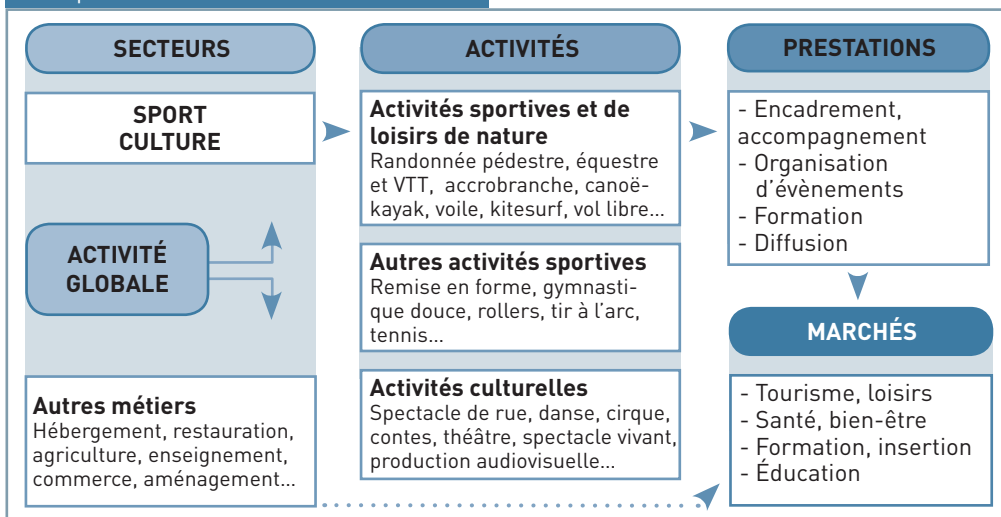 SECTEURS
SPORT
CULTURE
ACTIVITÉ
GLOBALE
Autres métiers
Hébergement, restauration,
agriculture, enseignement,
commerce, aménagement...
ACTIVITÉS
Activités sportives et de
loisirs de nature
Randonnée pédestre, équestre
et VTT, accrobranche, canoë-
kayak, voile, kitesurf, vol libre...
Autres activités sportives
Remise en forme, gymnasti-
que douce, rollers, tir à l'arc,
tennis...
Activités culturelles
Spectacle de rue, danse, cirque,
contes, théâtre, spectacle vivant,
production audiovisuelle...
PRESTATIONS
- Encadrement,
accompagnement
- Organisation
d'évènements
- Formation
- Diffusion
MARCHÉS
- Tourisme, loisirs
- Santé, bien-être
- Formation, insertion
- Éducation